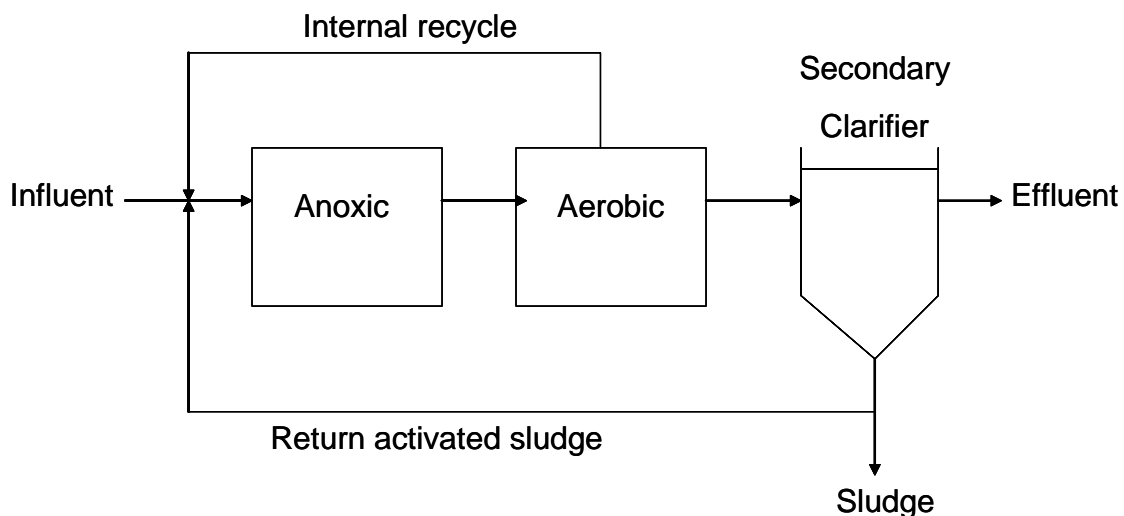 Internal recycle
Secondary
Clarifier
Influent
Anoxic
Aerobic
Effluent
Return activated sludge
Sludge